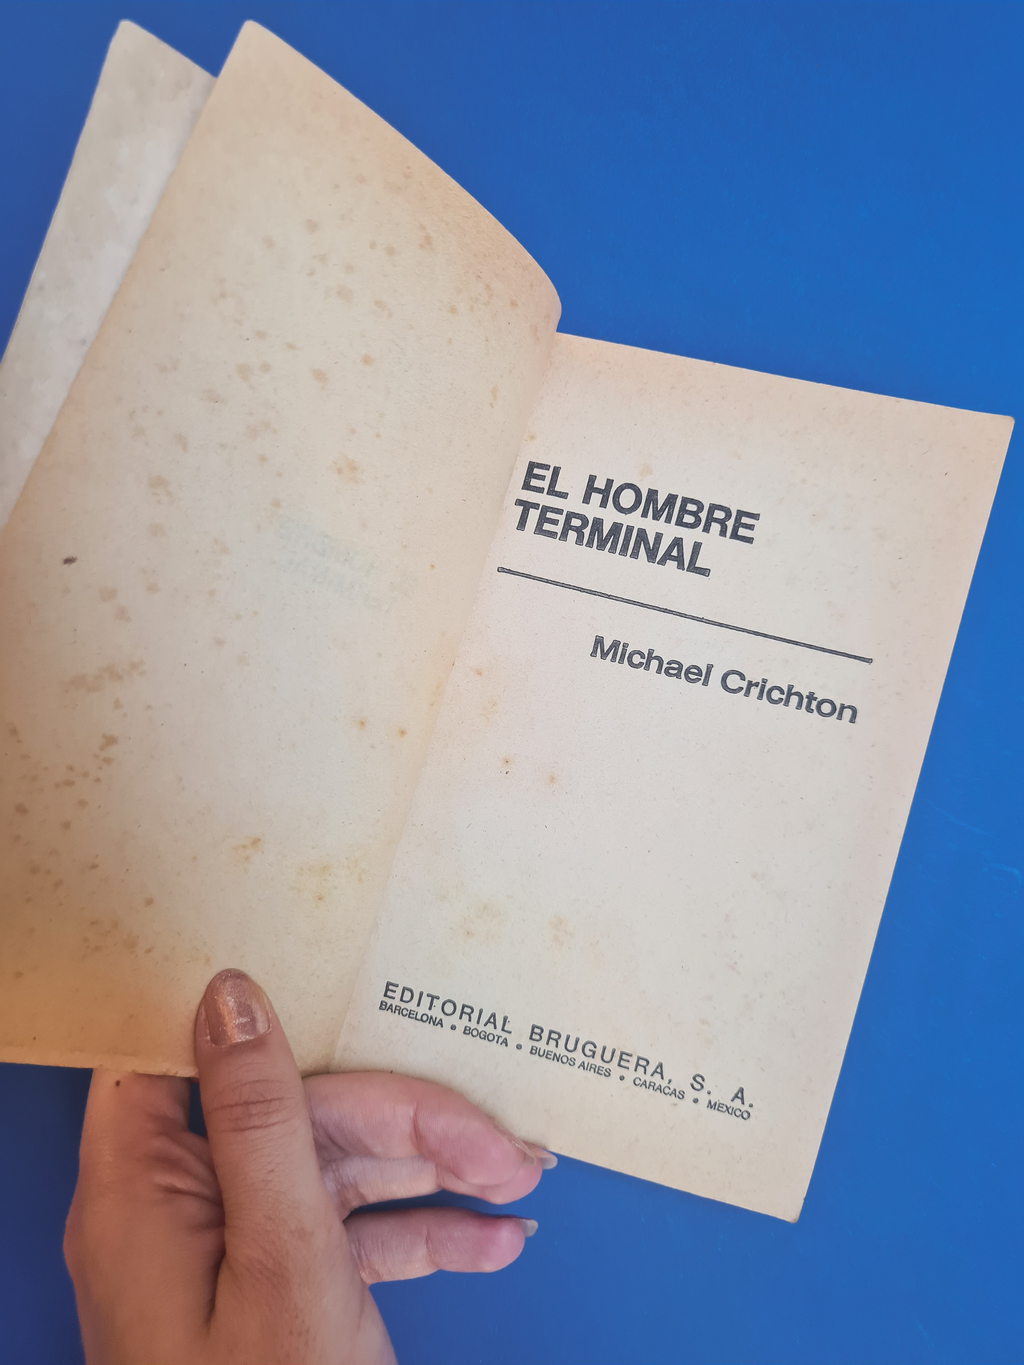 EL HOMBRE
TERMINAL
Michael Crichton
EDITORIAL BRUGUERA, S. A.
BARCELONA • BOGOTA • BUENOS AIRES • CARACAS • MEXICO